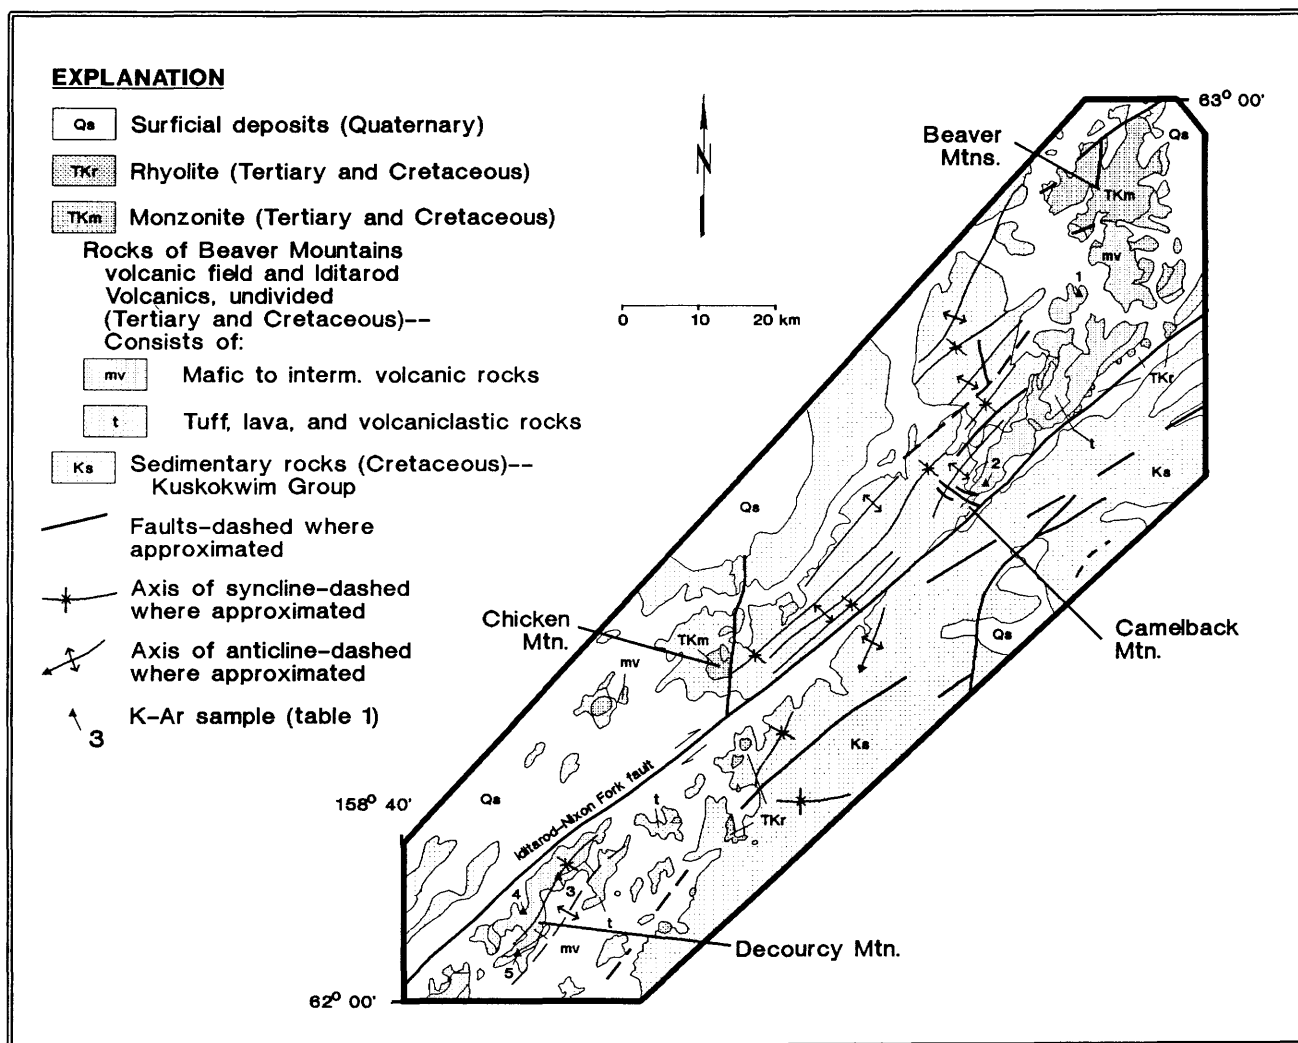 EXPLANATION
Qs Surficial deposits (Quaternary)
TKr Rhyolite (Tertiary and Cretaceous)
TKm Monzonite (Tertiary and Cretaceous)
Rocks of Beaver Mountains
volcanic field and Iditarod
Volcanics, undivided
(Tertiary and Cretaceous)--
Consists of:
mv Mafic to interm. volcanic rocks
t Tuff, lava, and volcaniclastic rocks
Ks Sedimentary rocks (Cretaceous)--
Kuskokwim Group
Faults-dashed where
approximated
Axis of syncline-dashed
where approximated
Axis of anticline-dashed
where approximated
K-Ar sample (table 1)
3
N
0 10 20 km
63° 00'
Beaver
Mtns.
Qs
TKm
mv
1
TKr
t
2
Ks
Qs
Camelback
Mtn.
Qs
Chicken
Mtn.
TKm
mv
Ks
Iditarod-Nixon Fork fault
158° 40'
Qs
t
TKr
3
4
t
mv
5
Decourcy Mtn.
62° 00'